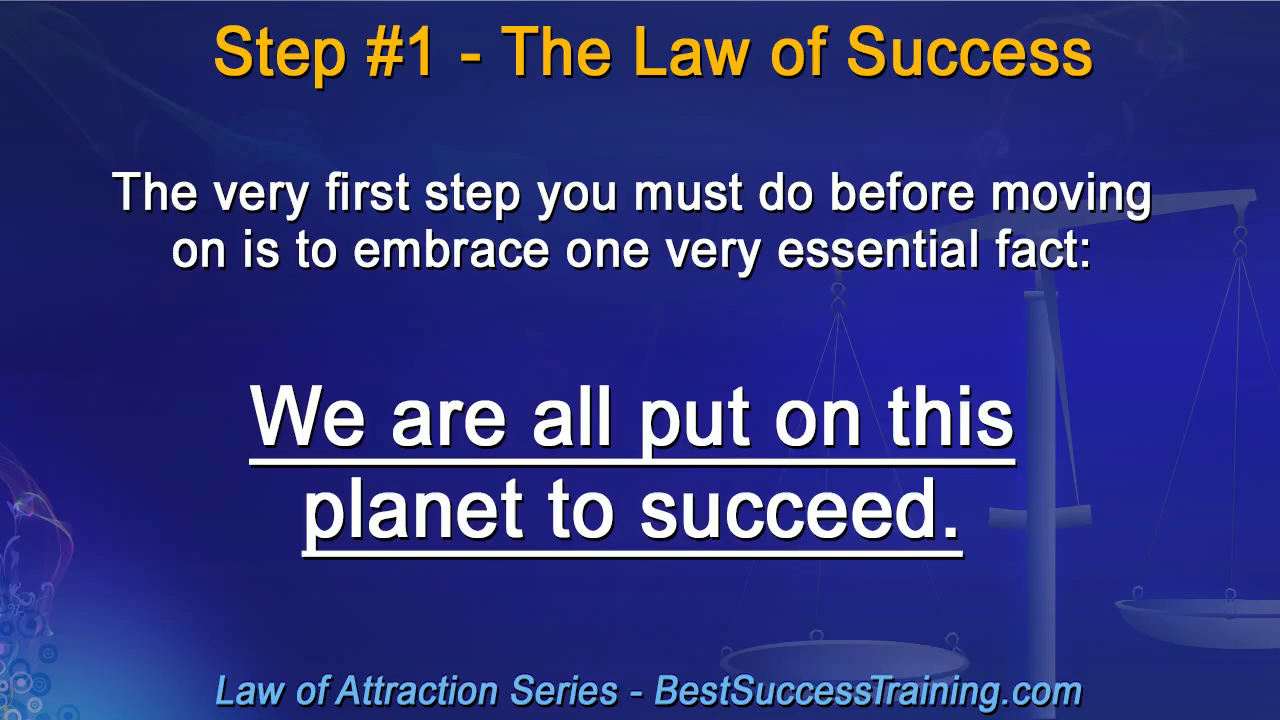 Step #1 - The Law of Success
The very first step you must do before moving
on is to embrace one very essential fact:
We are all put on this
planet to succeed.
Law of Attraction Series - BestSuccessTraining.com